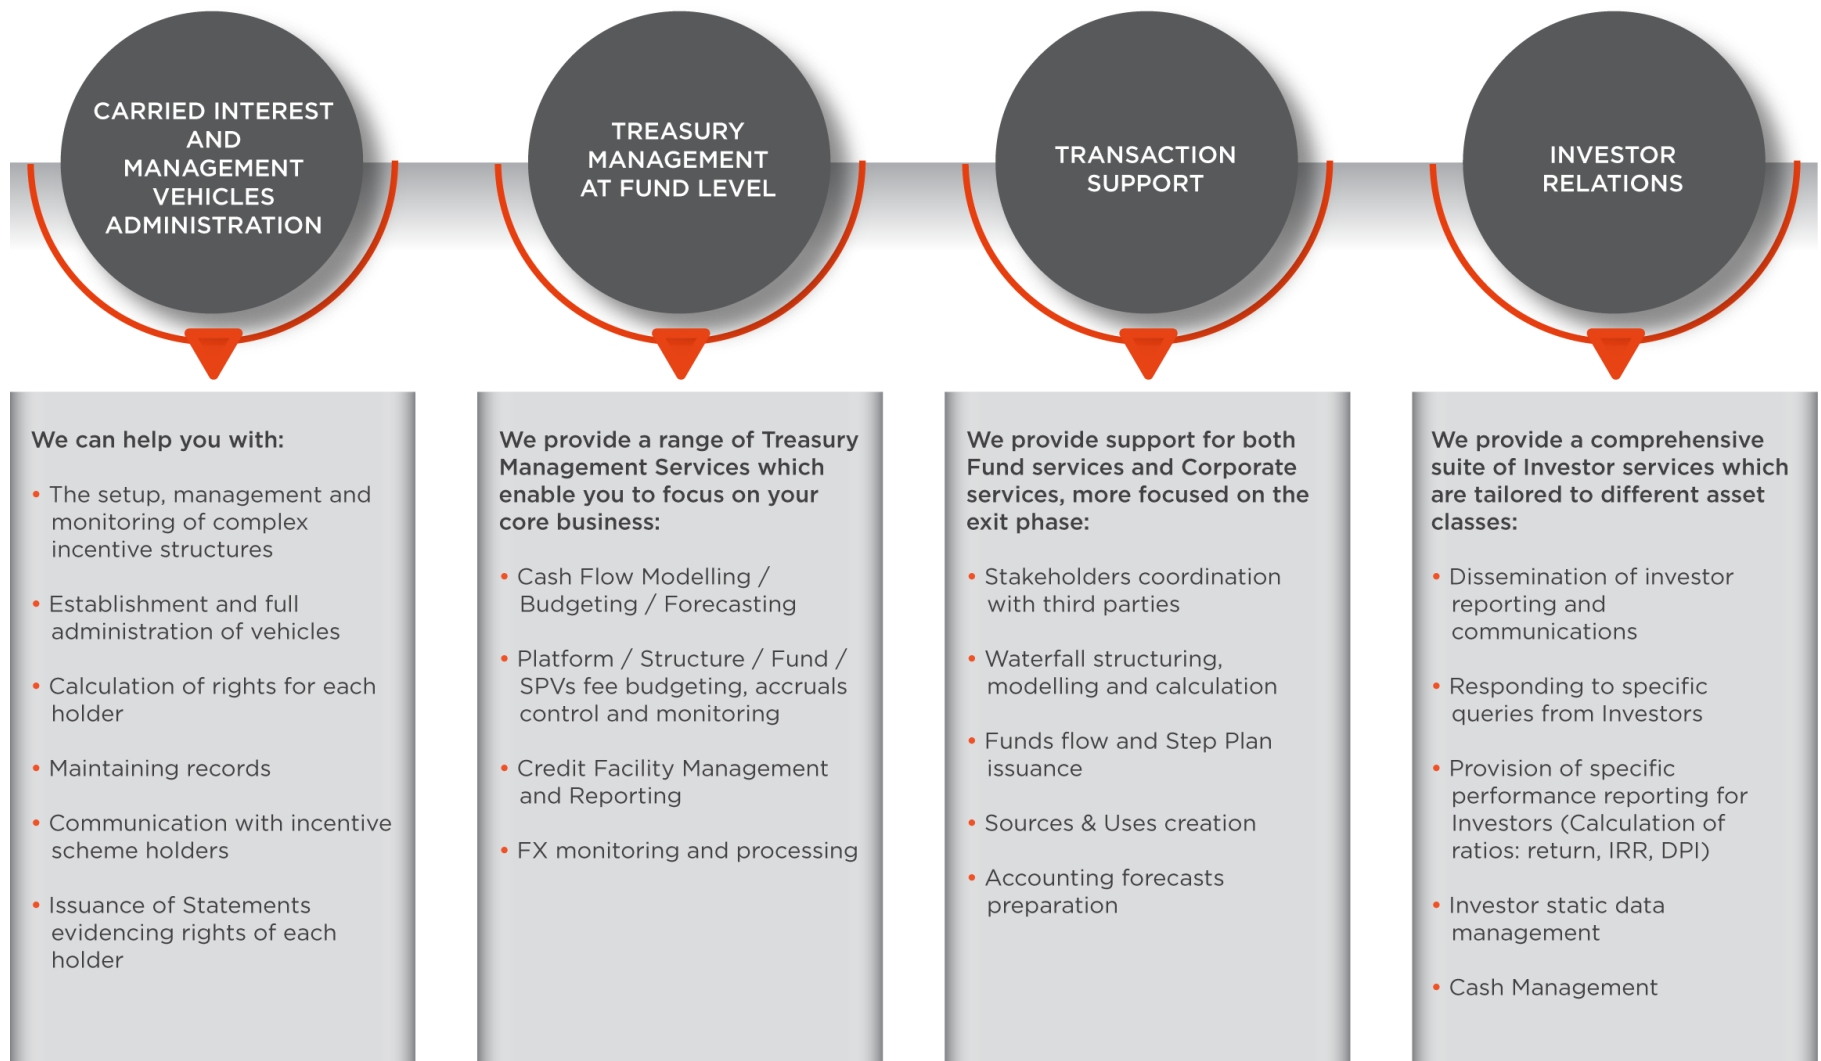 CARRIED INTEREST
AND
MANAGEMENT
VEHICLES
ADMINISTRATION
We can help you with:
• The setup, management and
monitoring of complex
incentive structures
• Establishment and full
administration of vehicles
• Calculation of rights for each
holder
• Maintaining records
• Communication with incentive
scheme holders
• Issuance of Statements
evidencing rights of each
holder
TREASURY
MANAGEMENT
AT FUND LEVEL
We provide a range of Treasury
Management Services which
enable you to focus on your
core business:
• Cash Flow Modelling /
Budgeting / Forecasting
• Platform / Structure / Fund /
SPVs fee budgeting, accruals
control and monitoring
• Credit Facility Management
and Reporting
• FX monitoring and processing
TRANSACTION
SUPPORT
We provide support for both
Fund services and Corporate
services, more focused on the
exit phase:
• Stakeholders coordination
with third parties
• Waterfall structuring,
modelling and calculation
• Funds flow and Step Plan
issuance
• Sources & Uses creation
• Accounting forecasts
preparation
INVESTOR
RELATIONS
We provide a comprehensive
suite of Investor services which
are tailored to different asset
classes:
• Dissemination of investor
reporting and
communications
• Responding to specific
queries from Investors
• Provision of specific
performance reporting for
Investors (Calculation of
ratios: return, IRR, DPI)
• Investor static data
management
• Cash Management